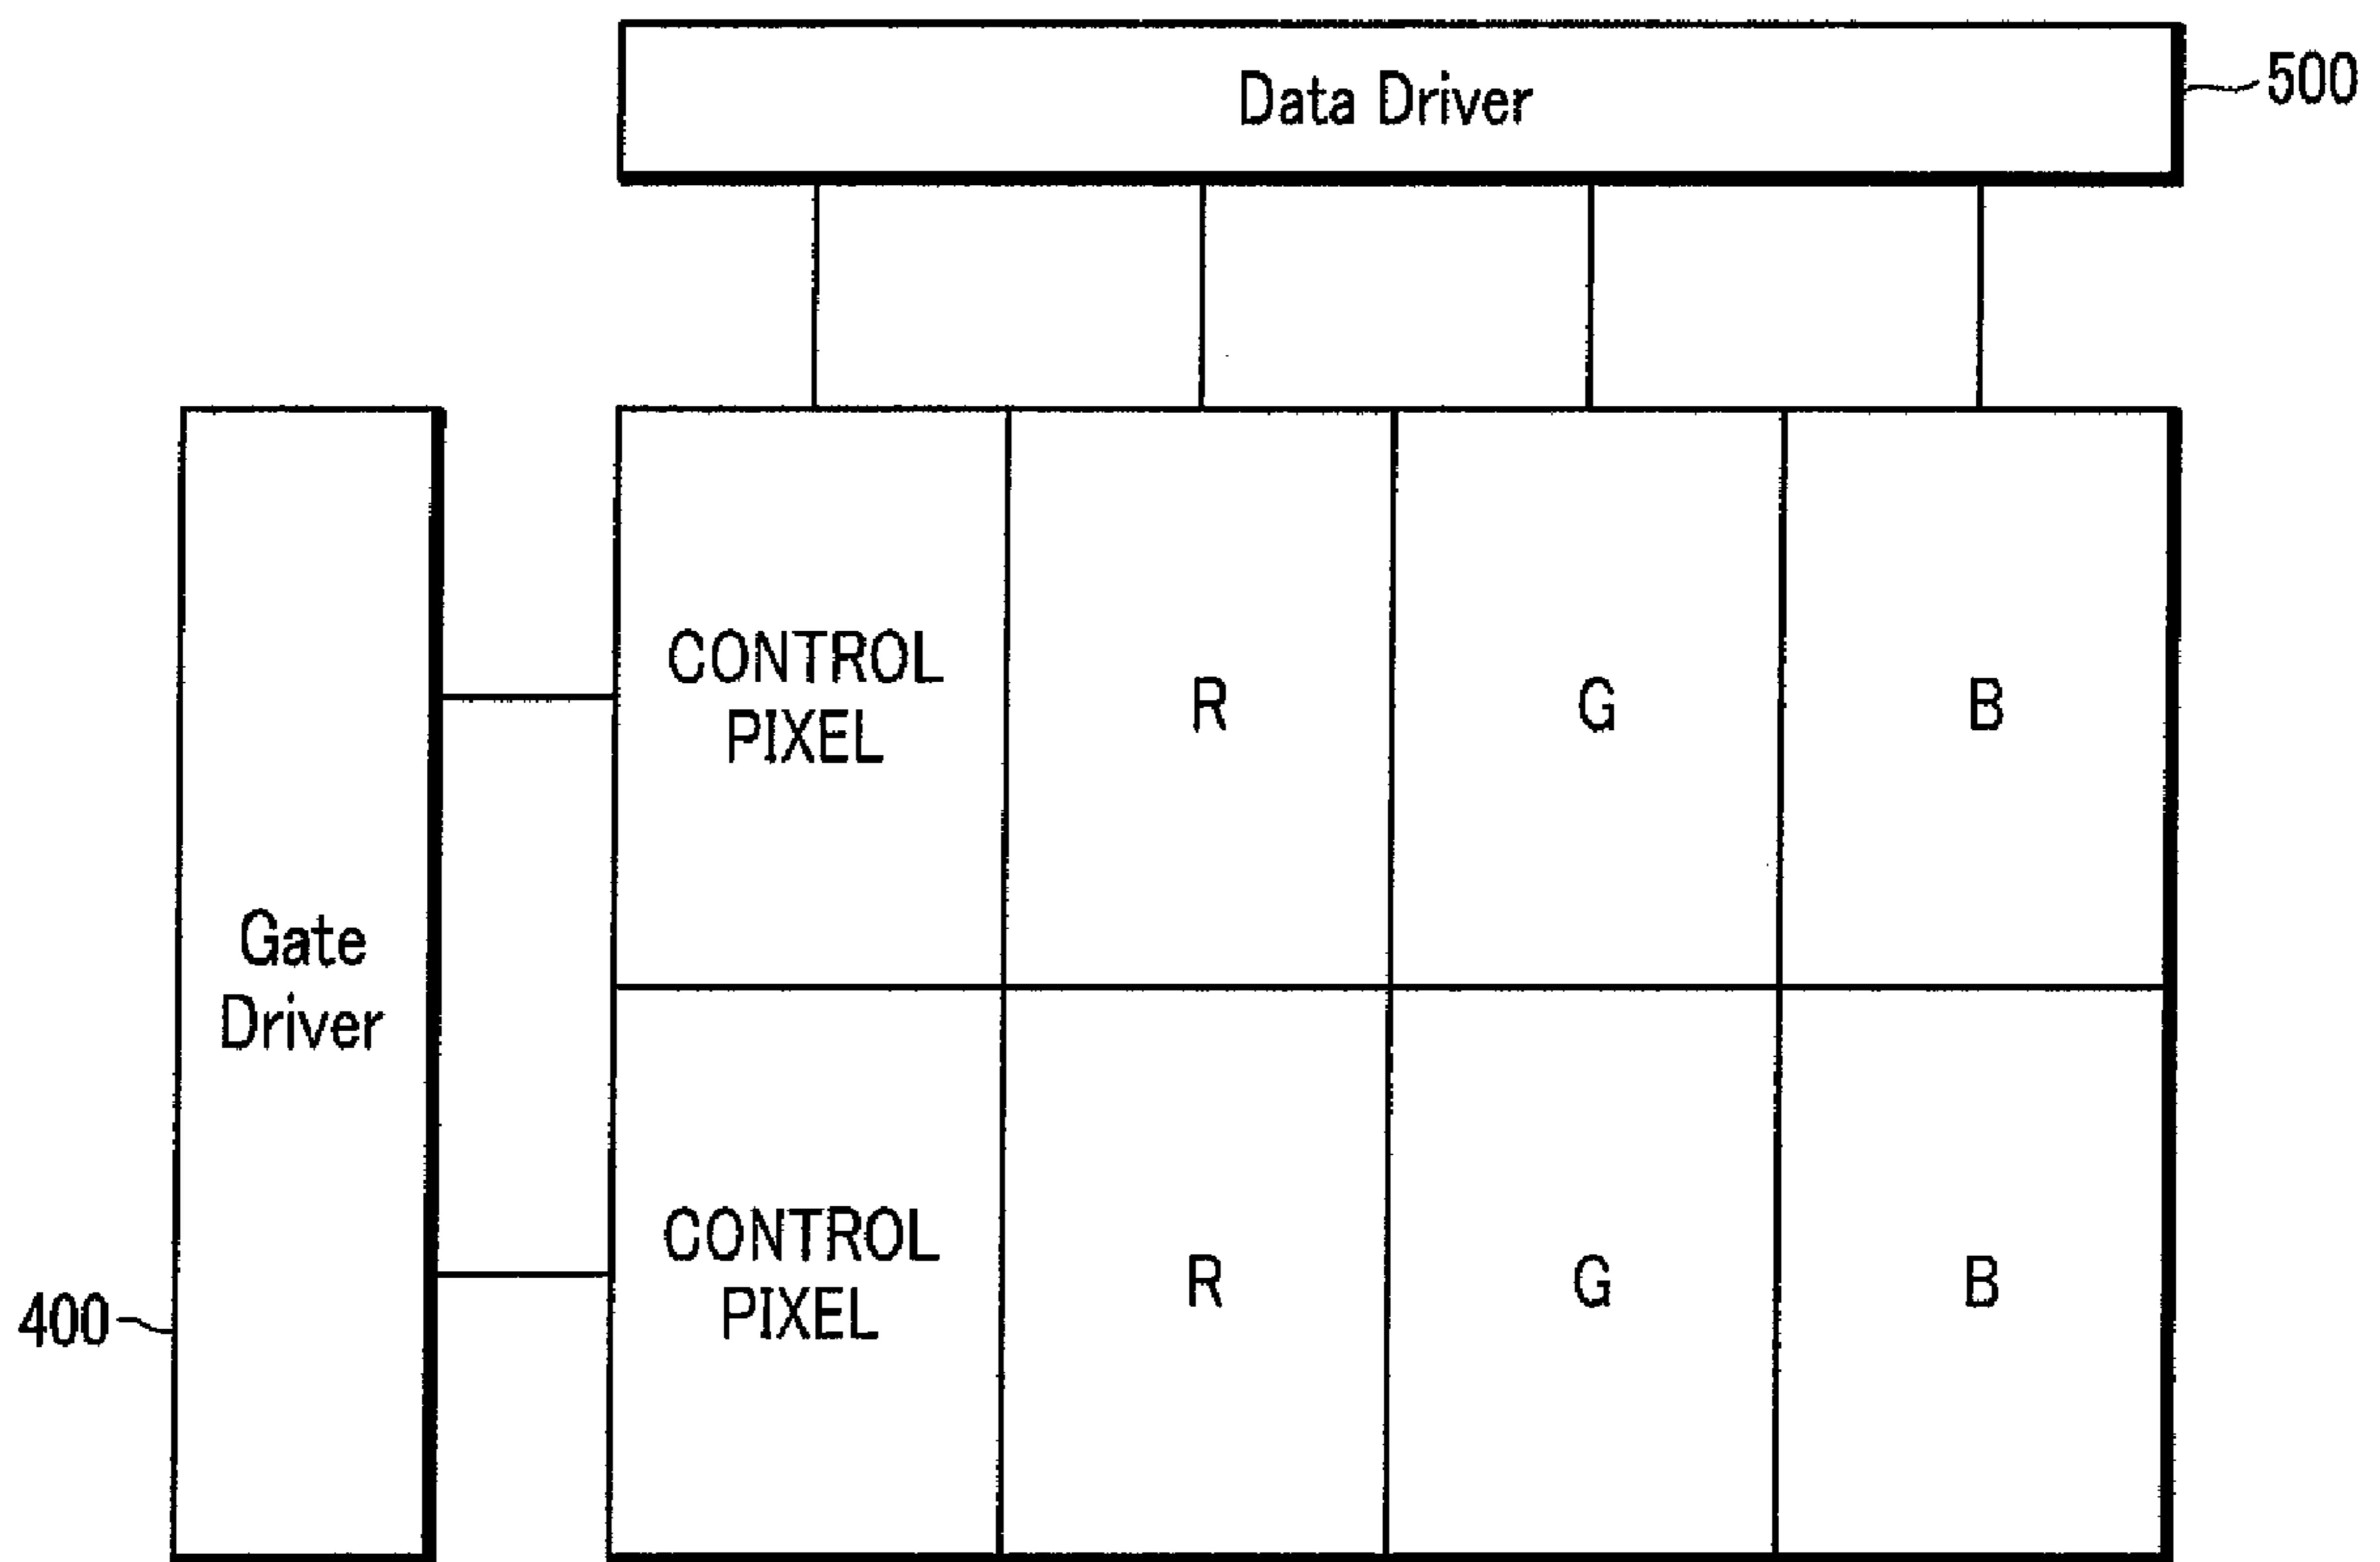 Data Driver
500
CONTROL
PIXEL
R
G
B
Gate
Driver
CONTROL
PIXEL
R
G
B
400